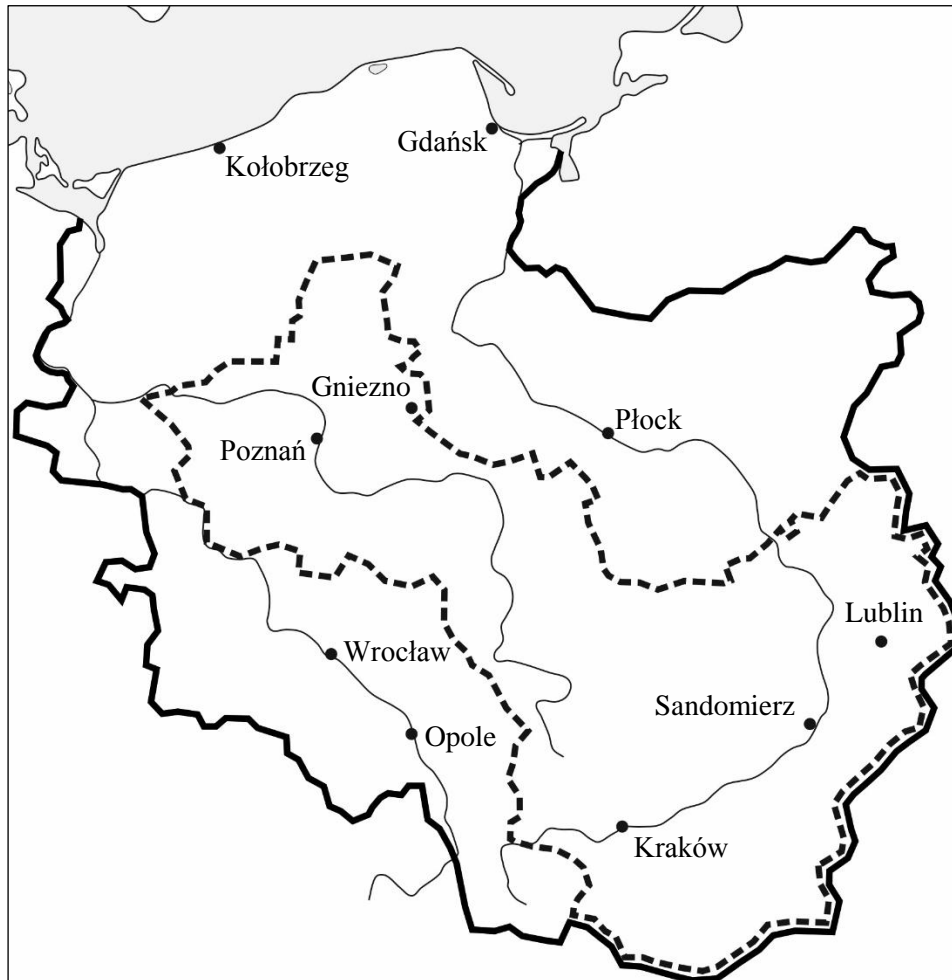 Gdańsk
Kołobrzeg
Gniezno
Płock
Poznań
Lublin
Wrocław
Sandomierz
Opole
Kraków